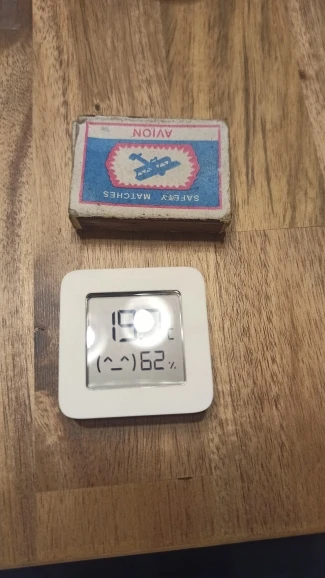 AVION
SAFETY MATCHES
(^_^) 62 %